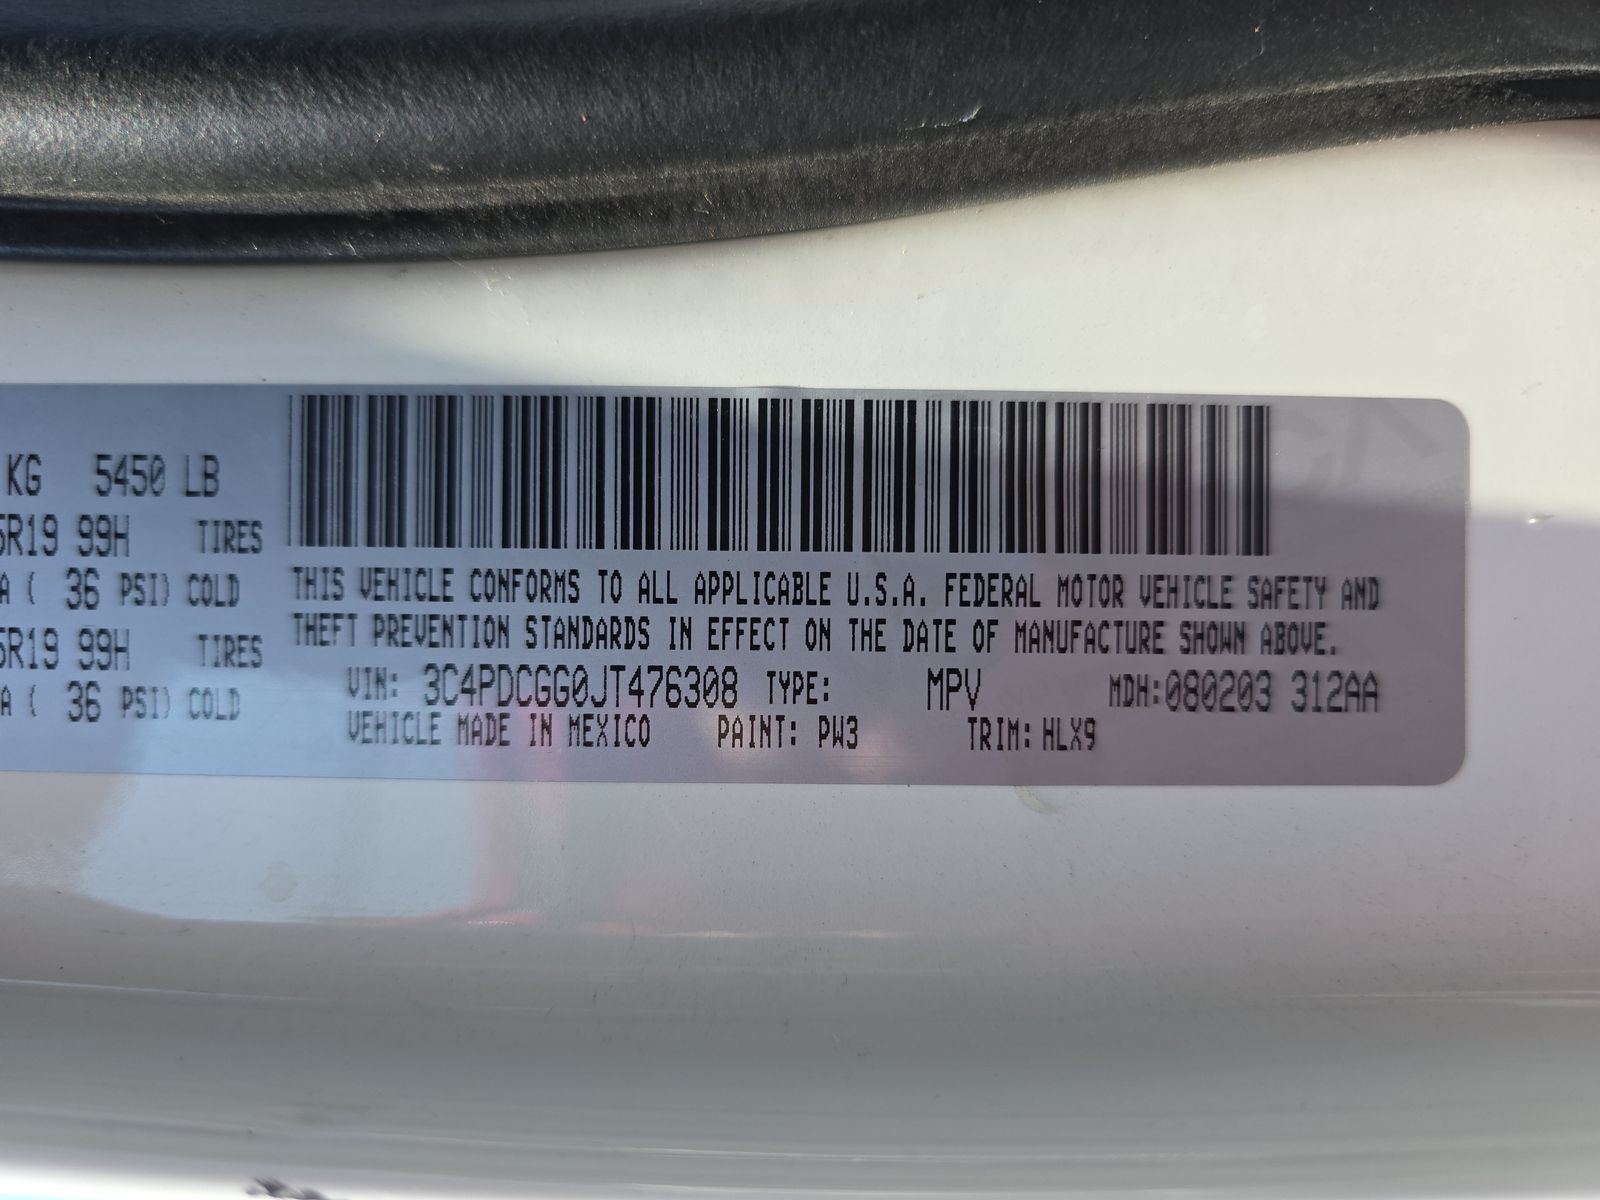 KG 5450 LB
5R19 99H TIRES
A ( 36 PSI) COLD
5R19 99H TIRES
A ( 36 PSI) COLD
THIS VEHICLE CONFORMS TO ALL APPLICABLE U.S.A. FEDERAL MOTOR VEHICLE SAFETY AND
THEFT PREVENTION STANDARDS IN EFFECT ON THE DATE OF MANUFACTURE SHOWN ABOVE.
VIN: 3C4PDCGG0JT476308 TYPE: MPV MDH:080203 312AA
VEHICLE MADE IN MEXICO PAINT: PW3 TRIM: HLX9